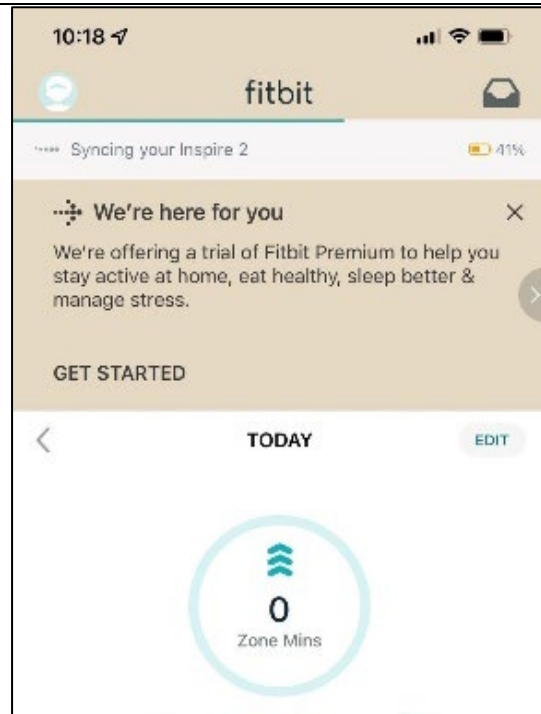 10:18
fitbit
Syncing your Inspire 2
41%
We're here for you
We're offering a trial of Fitbit Premium to help you
stay active at home, eat healthy, sleep better &
manage stress.
GET STARTED
TODAY
EDIT
0
Zone Mins